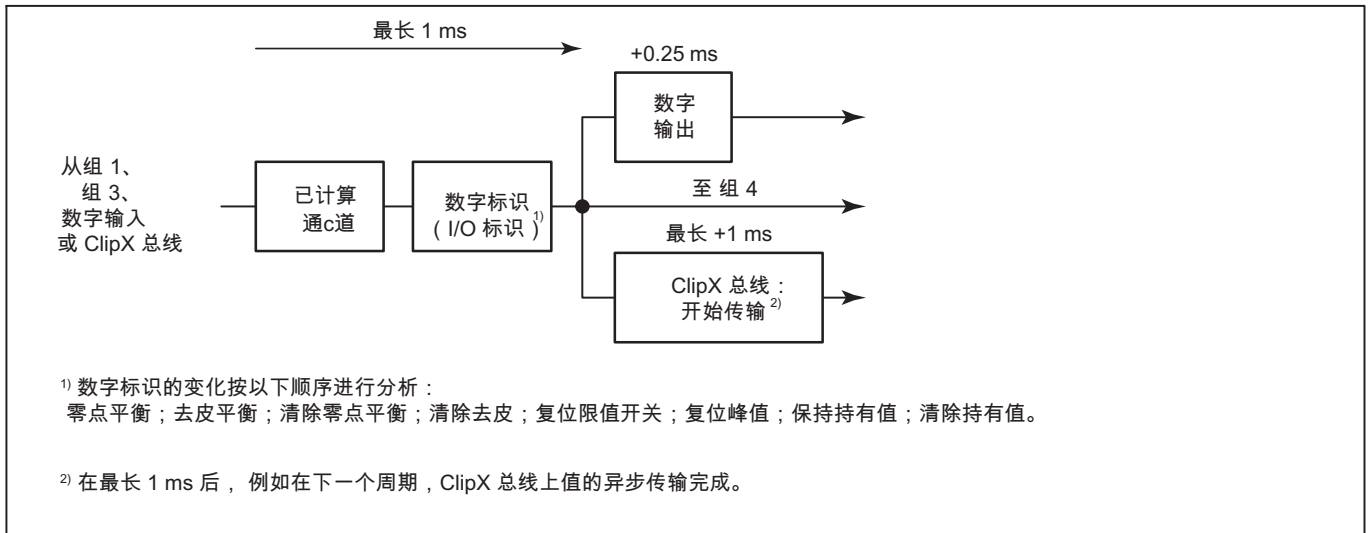 最长 1 ms
+0.25 ms
数字
输出
从组 1、
组 3、
数字输入
或 ClipX 总线
已计算
通c道
数字标识
( I/O 标识 )1)
至 组 4
最长 +1 ms
ClipX 总线：
开始传输 2)
1) 数字标识的变化按以下顺序进行分析：
零点平衡；去皮平衡；清除零点平衡；清除去皮；复位限值开关；复位峰值；保持持有值；清除持有值。
2) 在最长 1 ms 后， 例如在下一个周期，ClipX 总线上值的异步传输完成。